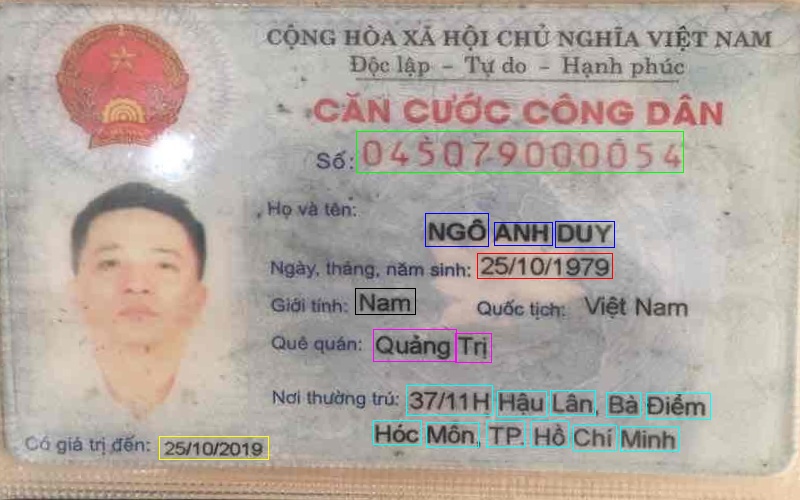 CỘNG HÒA XÃ HỘI CHỦ NGHĨA VIỆT NAM
Độc lập - Tự do - Hạnh phúc
CĂN CƯỚC CÔNG DÂN
Số: 045079000054
Họ và tên:
NGÔ ANH DUY
Ngày, tháng, năm sinh: 25/10/1979
Giới tính: Nam Quốc tịch: Việt Nam
Quê quán: Quảng Trị
Nơi thường trú: 37/11H Hậu Lân, Bà Điểm
Hóc Môn, TP. Hồ Chí Minh
Có giá trị đến: 25/10/2019